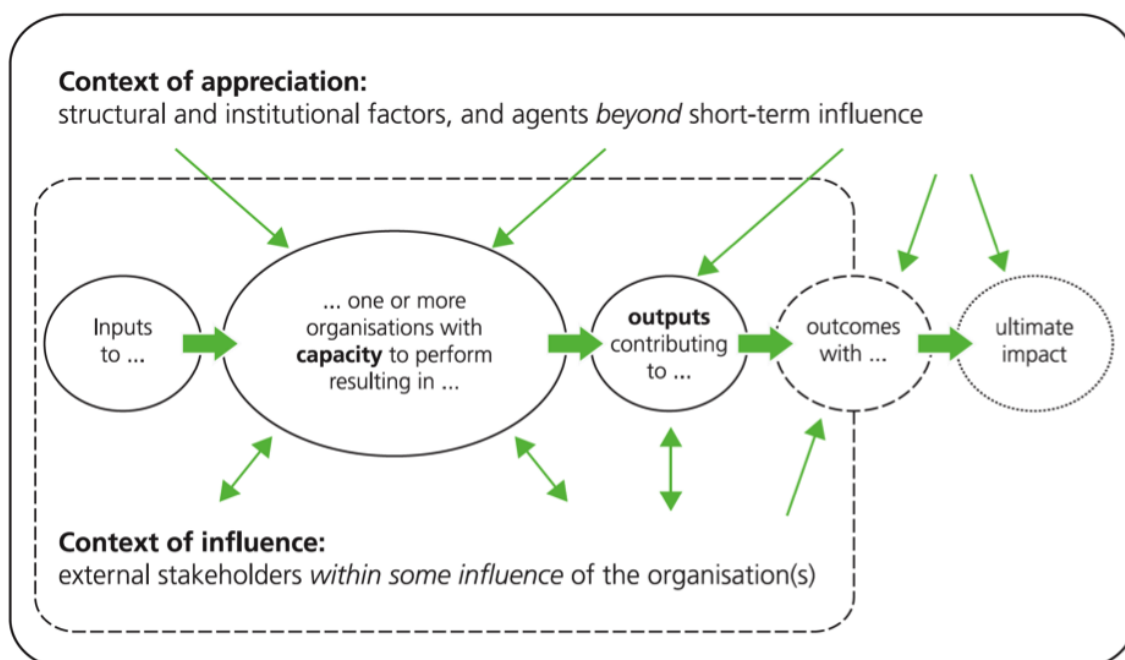 Context of appreciation:
structural and institutional factors, and agents beyond short-term influence
Inputs
to ...
... one or more
organisations with
capacity to perform
resulting in ...
outputs
contributing
to ...
outcomes
with ...
ultimate
impact
Context of influence:
external stakeholders within some influence of the organisation(s)